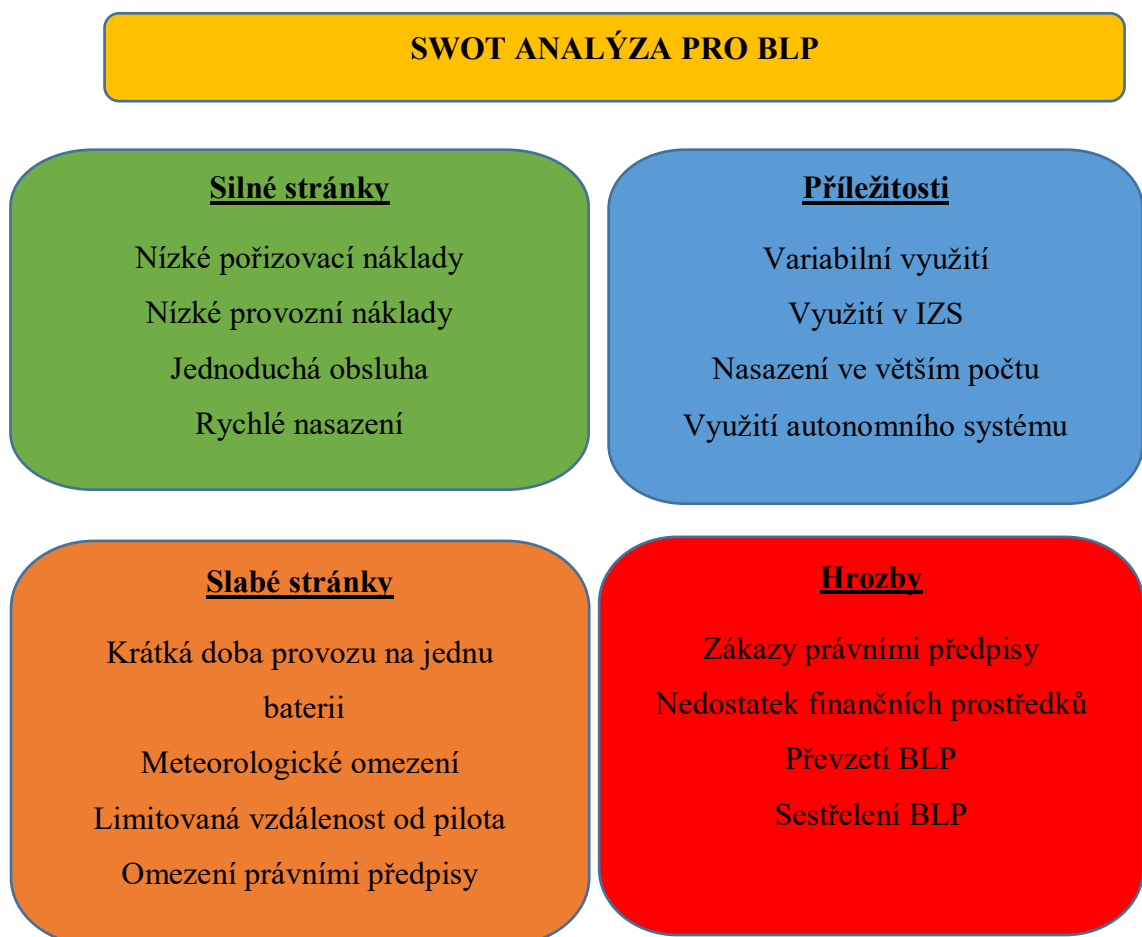 SWOT ANALÝZA PRO BLP
Silné stránky
Nízké pořizovací náklady
Nízké provozní náklady
Jednoduchá obsluha
Rychlé nasazení
Příležitosti
Variabilní využití
Využití v IZS
Nasazení ve větším počtu
Využití autonomního systému
Slabé stránky
Krátká doba provozu na jednu
baterii
Meteorologické omezení
Limitovaná vzdálenost od pilota
Omezení právními předpisy
Hrozby
Zákazy právními předpisy
Nedostatek finančních prostředků
Převzetí BLP
Sestřelení BLP